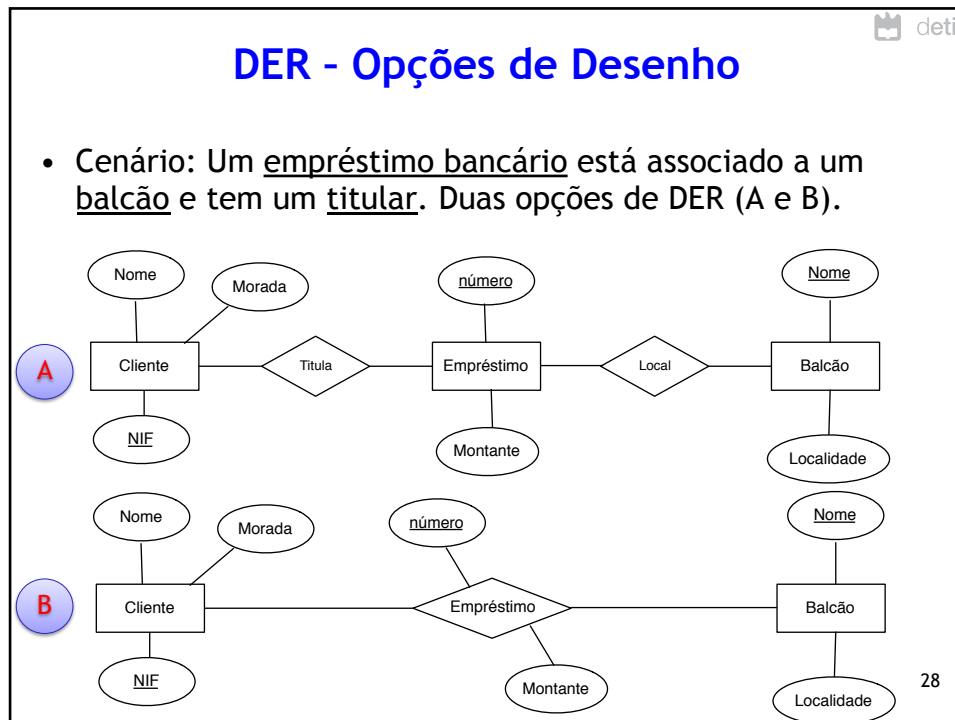 deti
DER – Opções de Desenho
• Cenário: Um empréstimo bancário está associado a um
balcão e tem um titular. Duas opções de DER (A e B).
Nome
Morada
número
Nome
A
Cliente
Titula
Empréstimo
Local
Balcão
NIF
Montante
Localidade
Nome
Morada
número
Nome
B
Cliente
Empréstimo
Balcão
NIF
Montante
Localidade
28